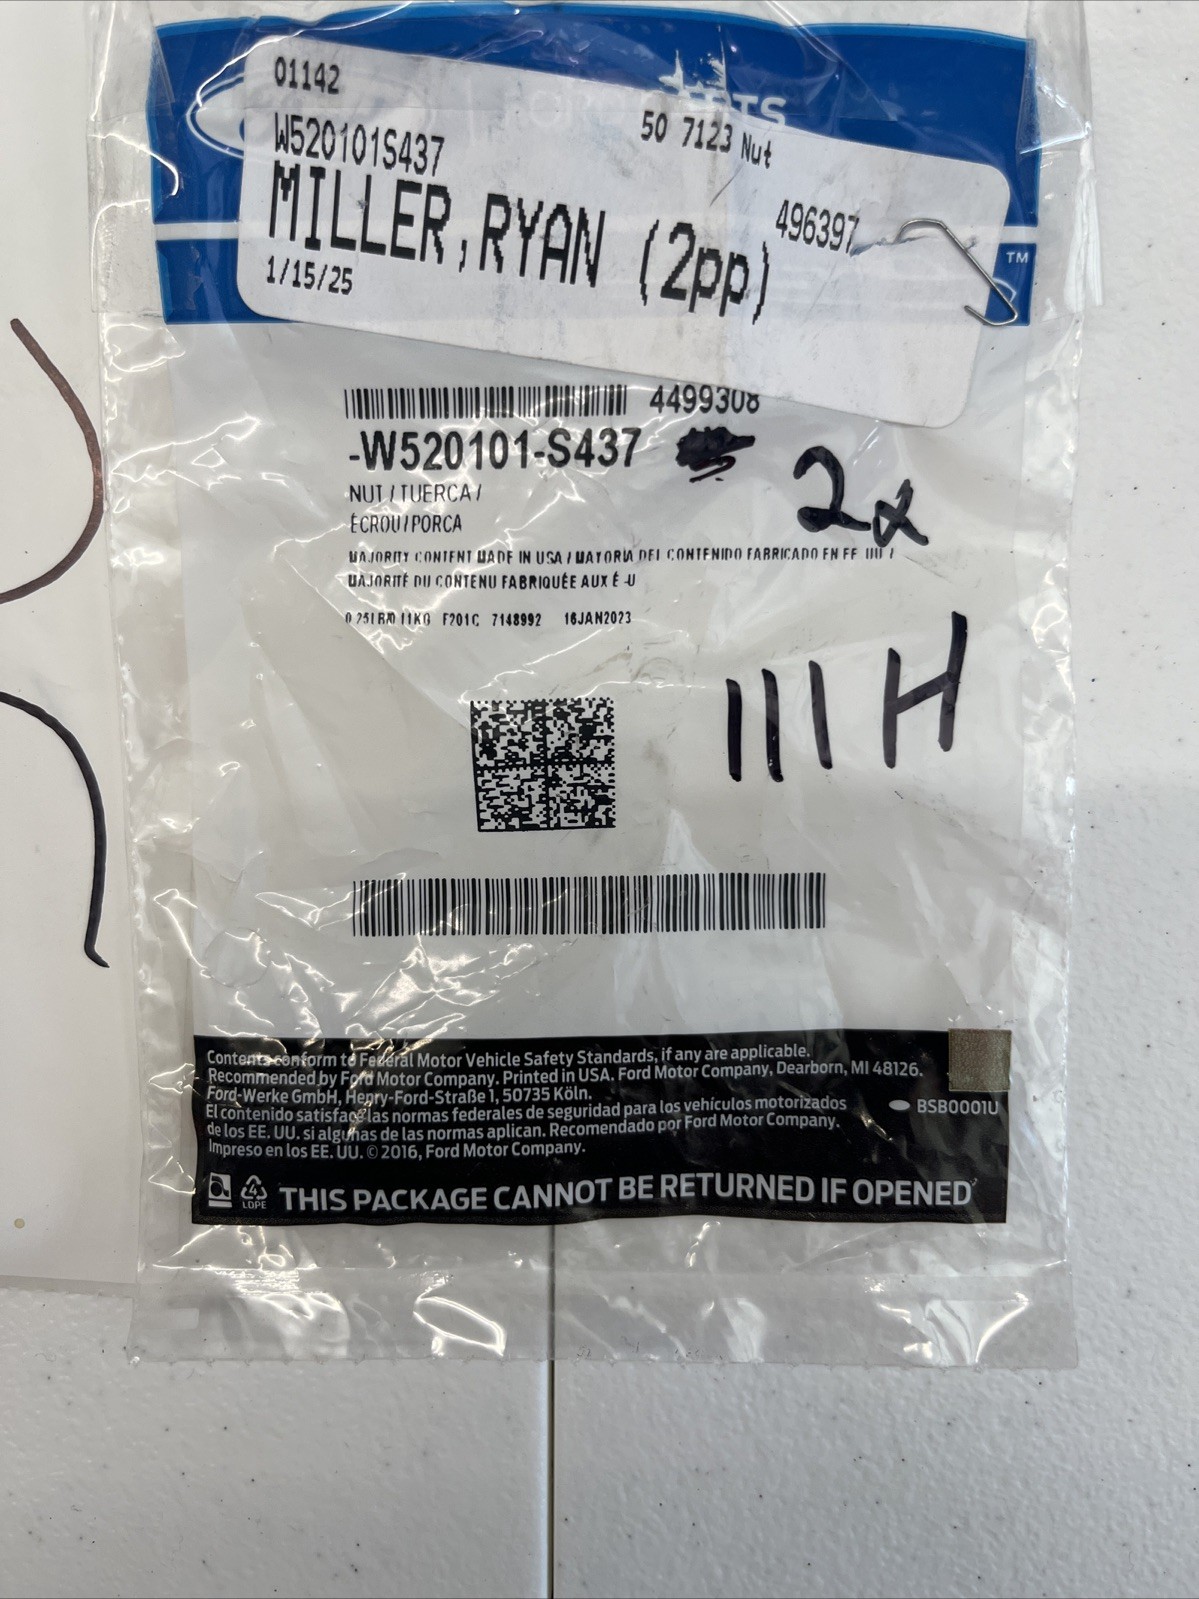 01142
50 7123 Nut
W520101S437
496397
MILLER,RYAN (2pp)
1/15/25
TM
4499308
-W520101-S437
2x
NUT / TUERCA /
ÉCROU / PORCA
MAJORITY CONTENT MADE IN USA / MAYORÍA DEL CONTENIDO FABRICADO EN EE. UU. /
MAJORITÉ DU CONTENU FABRIQUÉE AUX É.-U
F201C 7148992 16JAN2023
111 H
Contents conform to Federal Motor Vehicle Safety Standards, if any are applicable.
Recommended by Ford Motor Company. Printed in USA. Ford Motor Company, Dearborn, MI 48126.
Ford-Werke GmbH, Henry-Ford-Straße 1, 50735 Köln.
El contenido satisface las normas federales de seguridad para los vehículos motorizados
de los EE. UU. si algunas de las normas aplican. Recomendado por Ford Motor Company.
Impreso en los EE. UU. © 2016, Ford Motor Company.
BSB0001U
4
LDPE
THIS PACKAGE CANNOT BE RETURNED IF OPENED